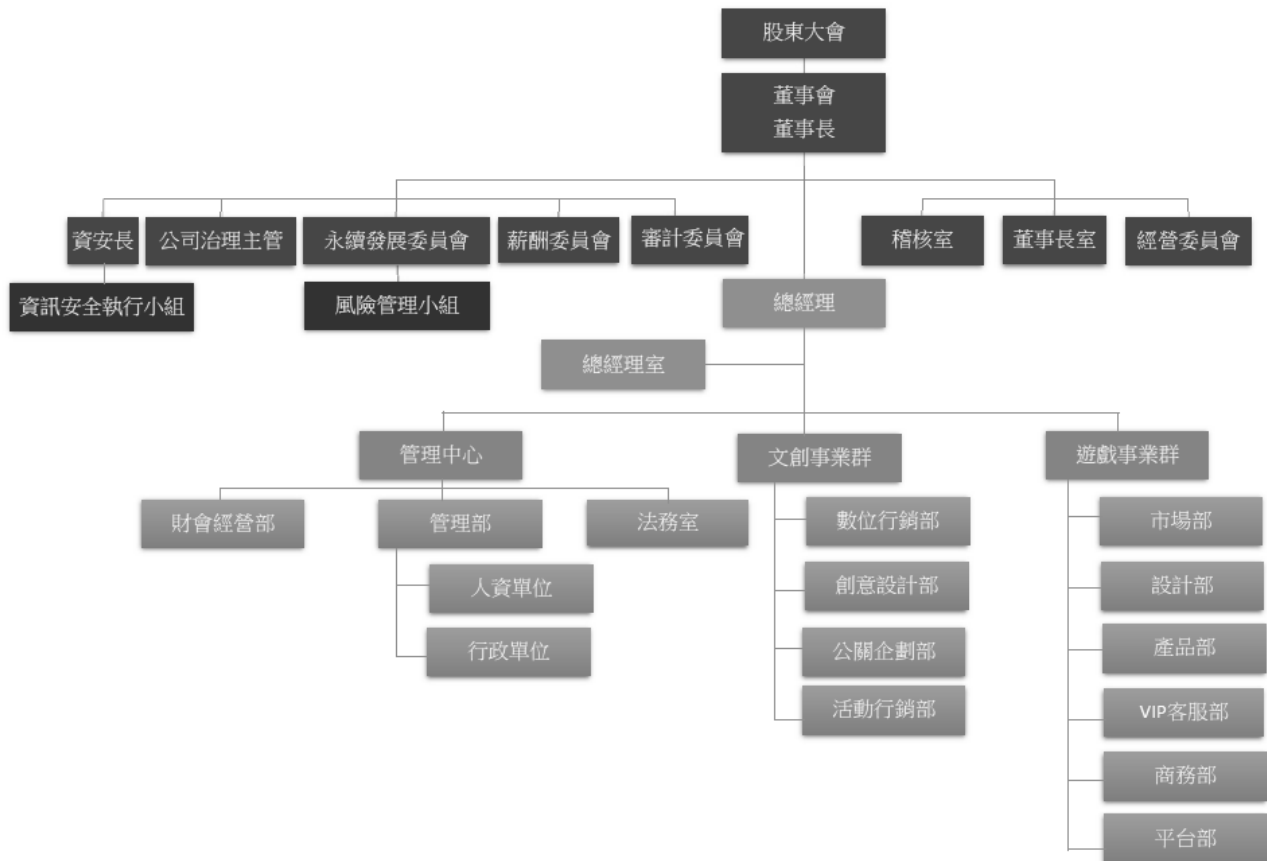 股東大會
董事會
董事長
資安長
公司治理主管
永續發展委員會
薪酬委員會
審計委員會
稽核室
董事長室
經營委員會
資訊安全執行小組
風險管理小組
總經理
總經理室
管理中心
文創事業群
遊戲事業群
財會經營部
管理部
法務室
人資單位
行政單位
數位行銷部
創意設計部
公關企劃部
活動行銷部
市場部
設計部
產品部
VIP客服部
商務部
平台部